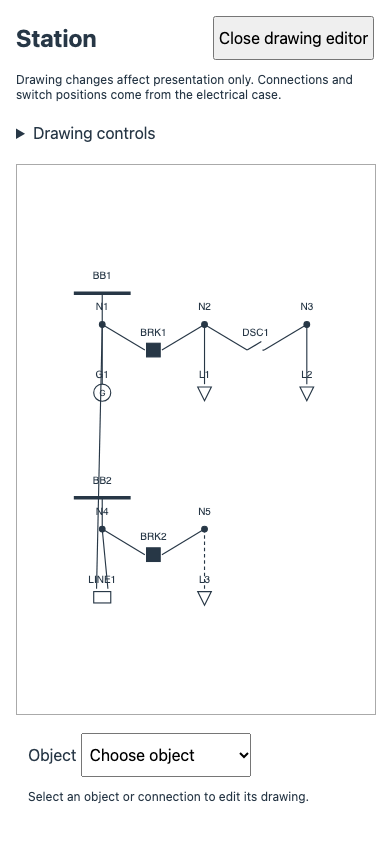 Station
Close drawing editor
Drawing changes affect presentation only. Connections and
switch positions come from the electrical case.
Drawing controls
BB1
N1
N2
N3
BRK1
DSC1
G1
L1
L2
G
BB2
N4
N5
BRK2
LINE1
L3
Object
Choose object
Select an object or connection to edit its drawing.